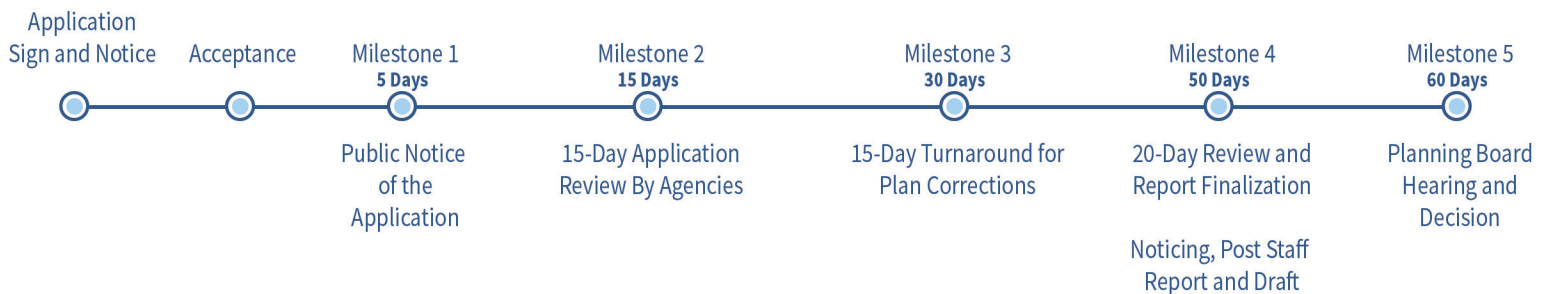 Application
Sign and Notice
Acceptance
Milestone 1
5 Days
Public Notice
of the
Application
Milestone 2
15 Days
15-Day Application
Review By Agencies
Milestone 3
30 Days
15-Day Turnaround for
Plan Corrections
Milestone 4
50 Days
20-Day Review and
Report Finalization
Noticing, Post Staff
Report and Draft
Milestone 5
60 Days
Planning Board
Hearing and
Decision